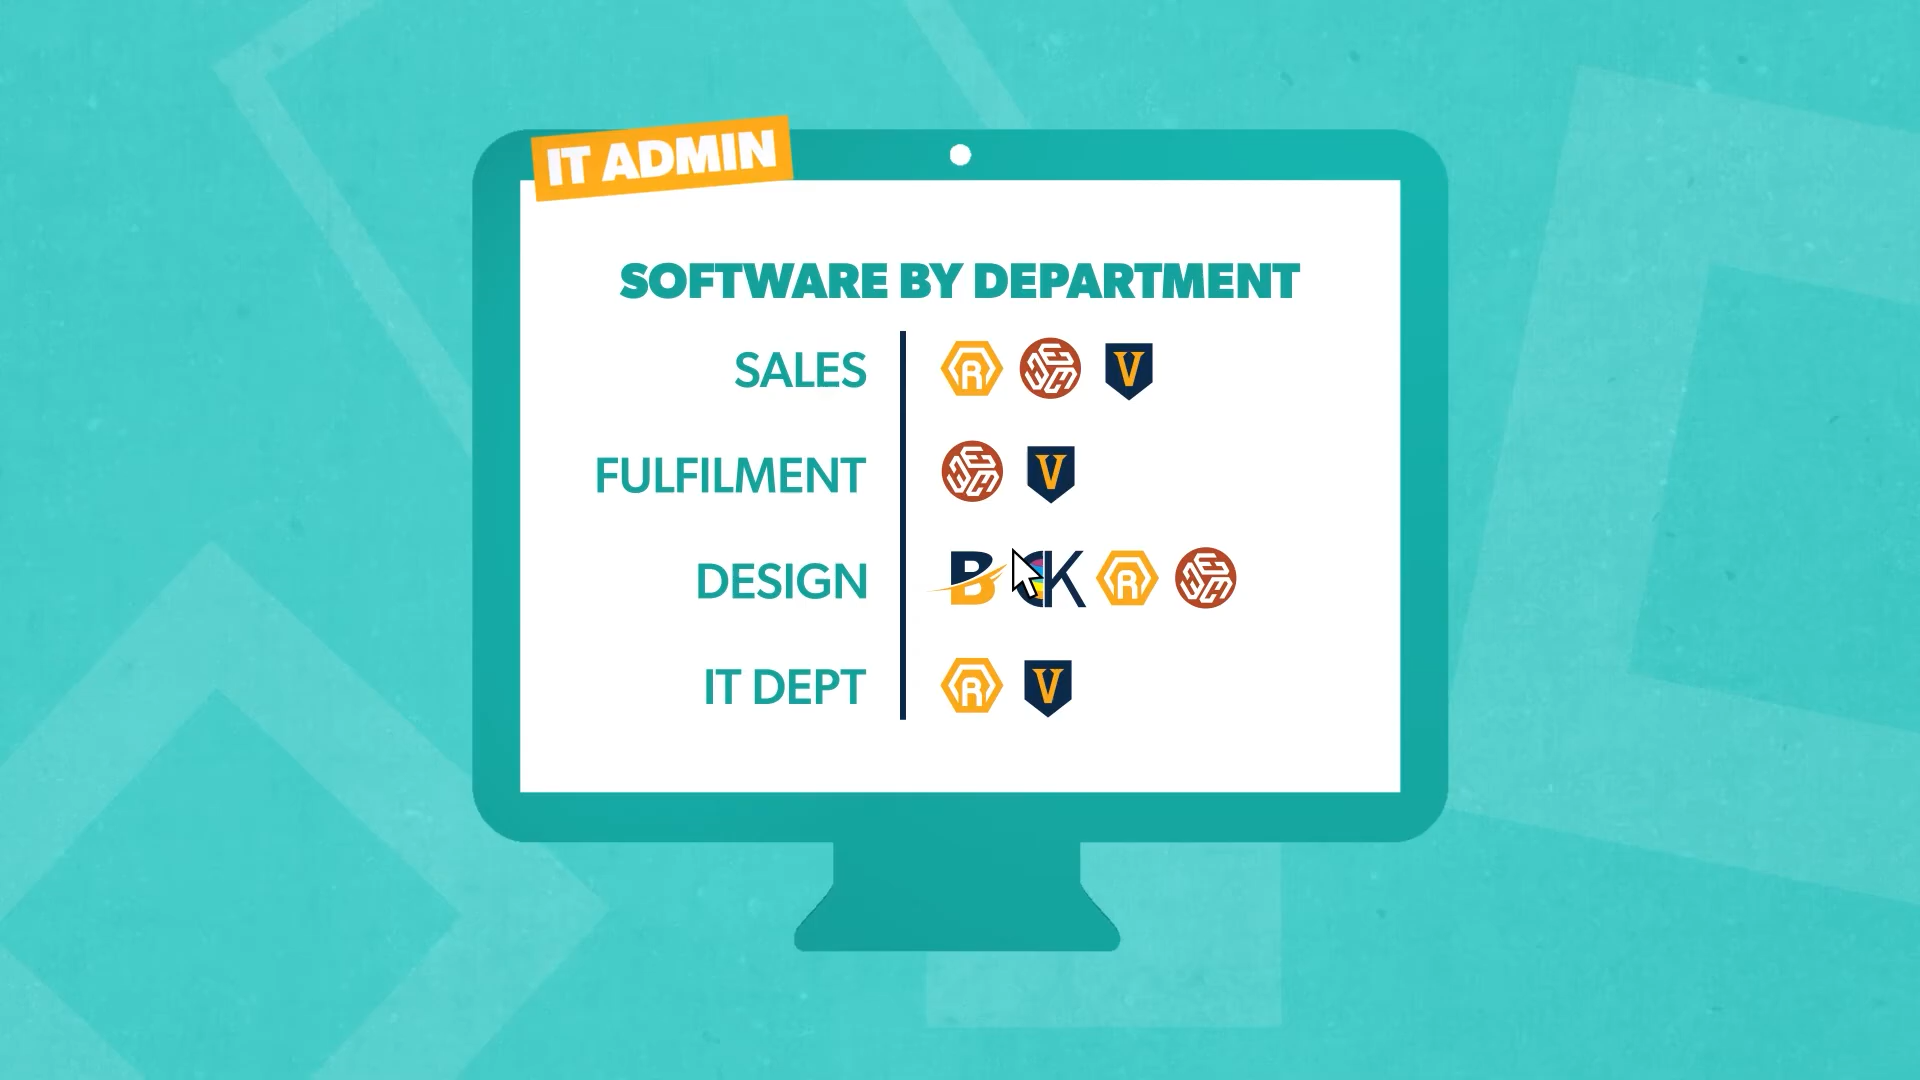 IT ADMIN
SOFTWARE BY DEPARTMENT
SALES R V
FULFILMENT V
DESIGN B K R
IT DEPT R V